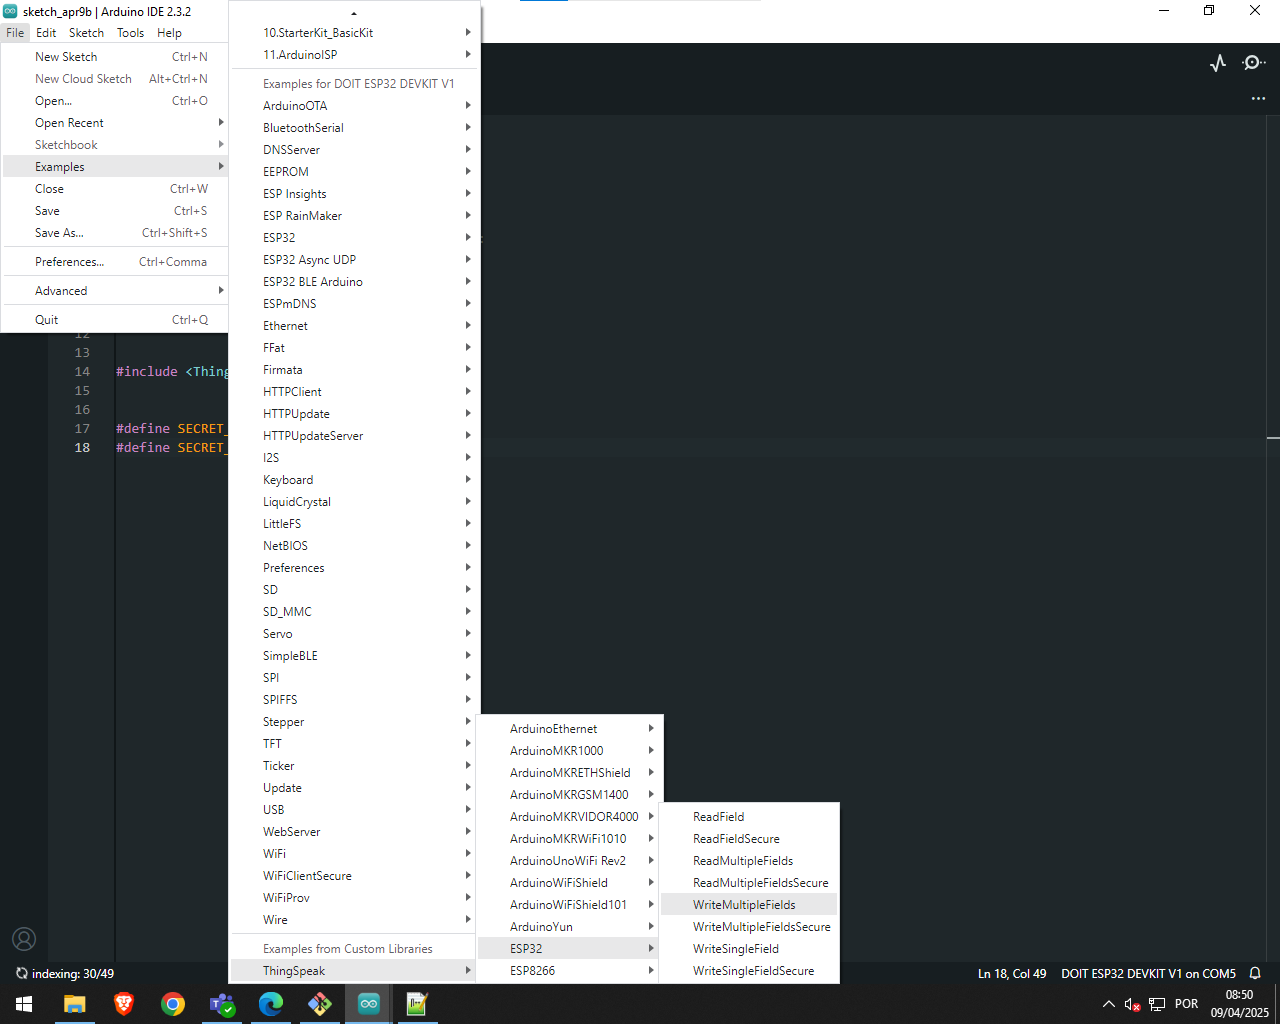 sketch_apr9b | Arduino IDE 2.3.2
File Edit Sketch Tools Help
New Sketch Ctrl+N
New Cloud Sketch Alt+Ctrl+N
Open... Ctrl+O
Open Recent
Sketchbook
Examples
Close Ctrl+W
Save Ctrl+S
Save As... Ctrl+Shift+S
Preferences... Ctrl+Comma
Advanced
Quit Ctrl+Q
10.StarterKit_BasicKit
11.ArduinoISP
Examples for DOIT ESP32 DEVKIT V1
ArduinoOTA
BluetoothSerial
DNSServer
EEPROM
ESP Insights
ESP RainMaker
ESP32
ESP32 Async UDP
ESP32 BLE Arduino
ESPmDNS
Ethernet
FFat
Firmata
HTTPClient
HTTPUpdate
HTTPUpdateServer
I2S
Keyboard
LiquidCrystal
LittleFS
NetBIOS
Preferences
SD
SD_MMC
Servo
SimpleBLE
SPI
SPIFFS
Stepper
TFT
Ticker
Update
USB
WebServer
WiFi
WiFiClientSecure
WiFiProv
Wire
Examples from Custom Libraries
ThingSpeak
ArduinoEthernet
ArduinoMKR1000
ArduinoMKRETHShield
ArduinoMKRGSM1400
ArduinoMKRVIDOR4000
ArduinoMKRWiFi1010
ArduinoUnoWiFi Rev2
ArduinoWiFiShield
ArduinoWiFiShield101
ArduinoYun
ESP32
ESP8266
ReadField
ReadFieldSecure
ReadMultipleFields
ReadMultipleFieldsSecure
WriteMultipleFields
WriteMultipleFieldsSecure
WriteSingleField
WriteSingleFieldSecure
12
13
14 #include <Thing
15
16
17 #define SECRET_
18 #define SECRET_
indexing: 30/49
Ln 18, Col 49 DOIT ESP32 DEVKIT V1 on COM5
POR
08:50
09/04/2025